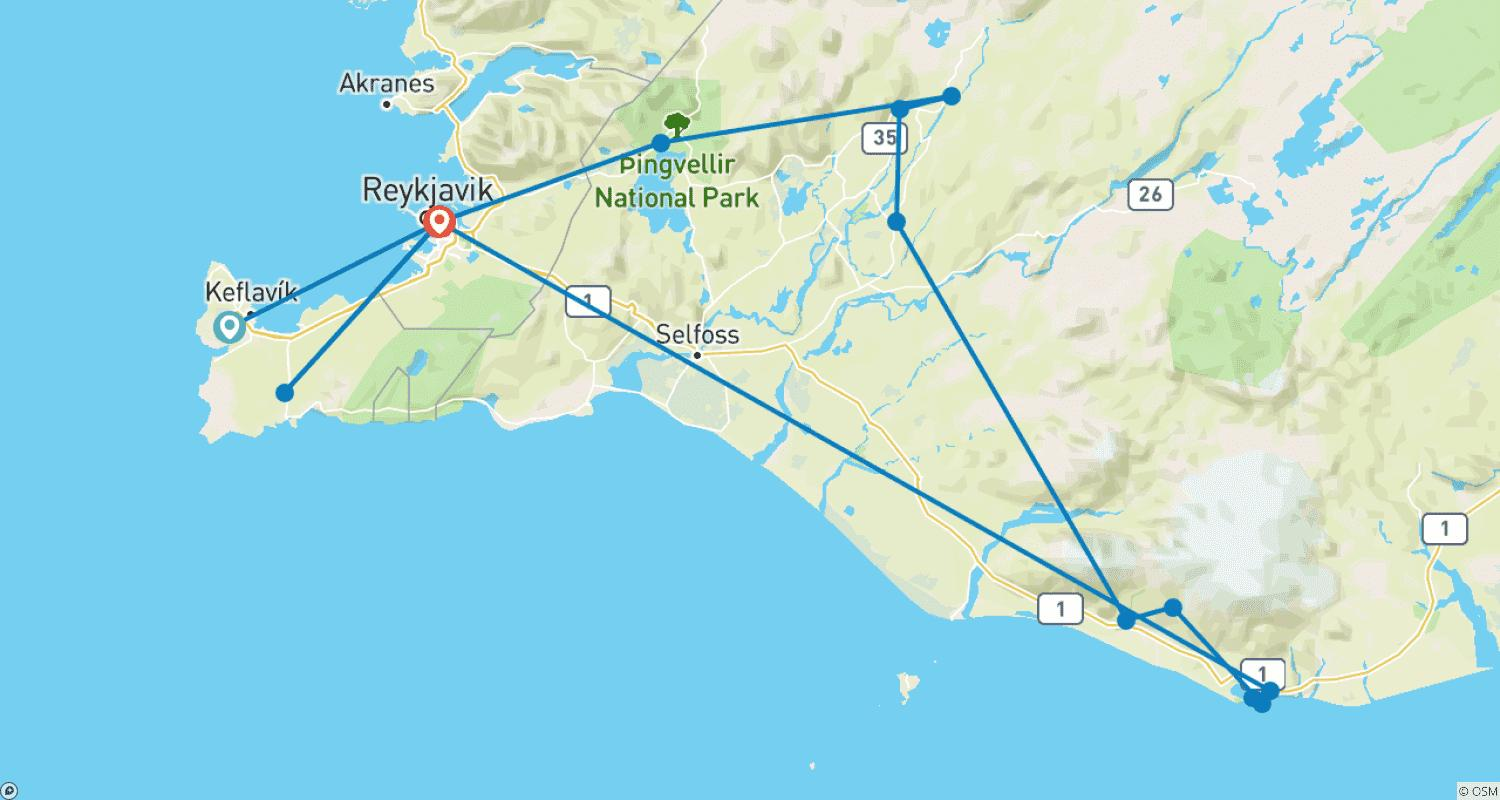 Akranes
35
Þingvellir
National Park
Reykjavik
26
Keflavík
1
Selfoss
1
1
1
© OSM